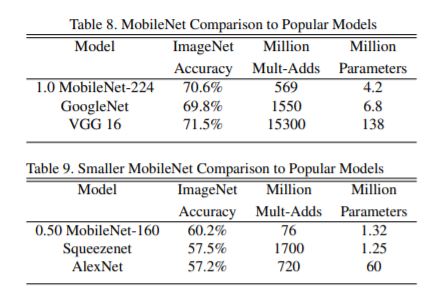 Table 8. MobileNet Comparison to Popular Models
Model ImageNet Million Million
Accuracy Mult-Adds Parameters
1.0 MobileNet-224 70.6% 569 4.2
GoogleNet 69.8% 1550 6.8
VGG 16 71.5% 15300 138
Table 9. Smaller MobileNet Comparison to Popular Models
Model ImageNet Million Million
Accuracy Mult-Adds Parameters
0.50 MobileNet-160 60.2% 76 1.32
Squeezenet 57.5% 1700 1.25
AlexNet 57.2% 720 60